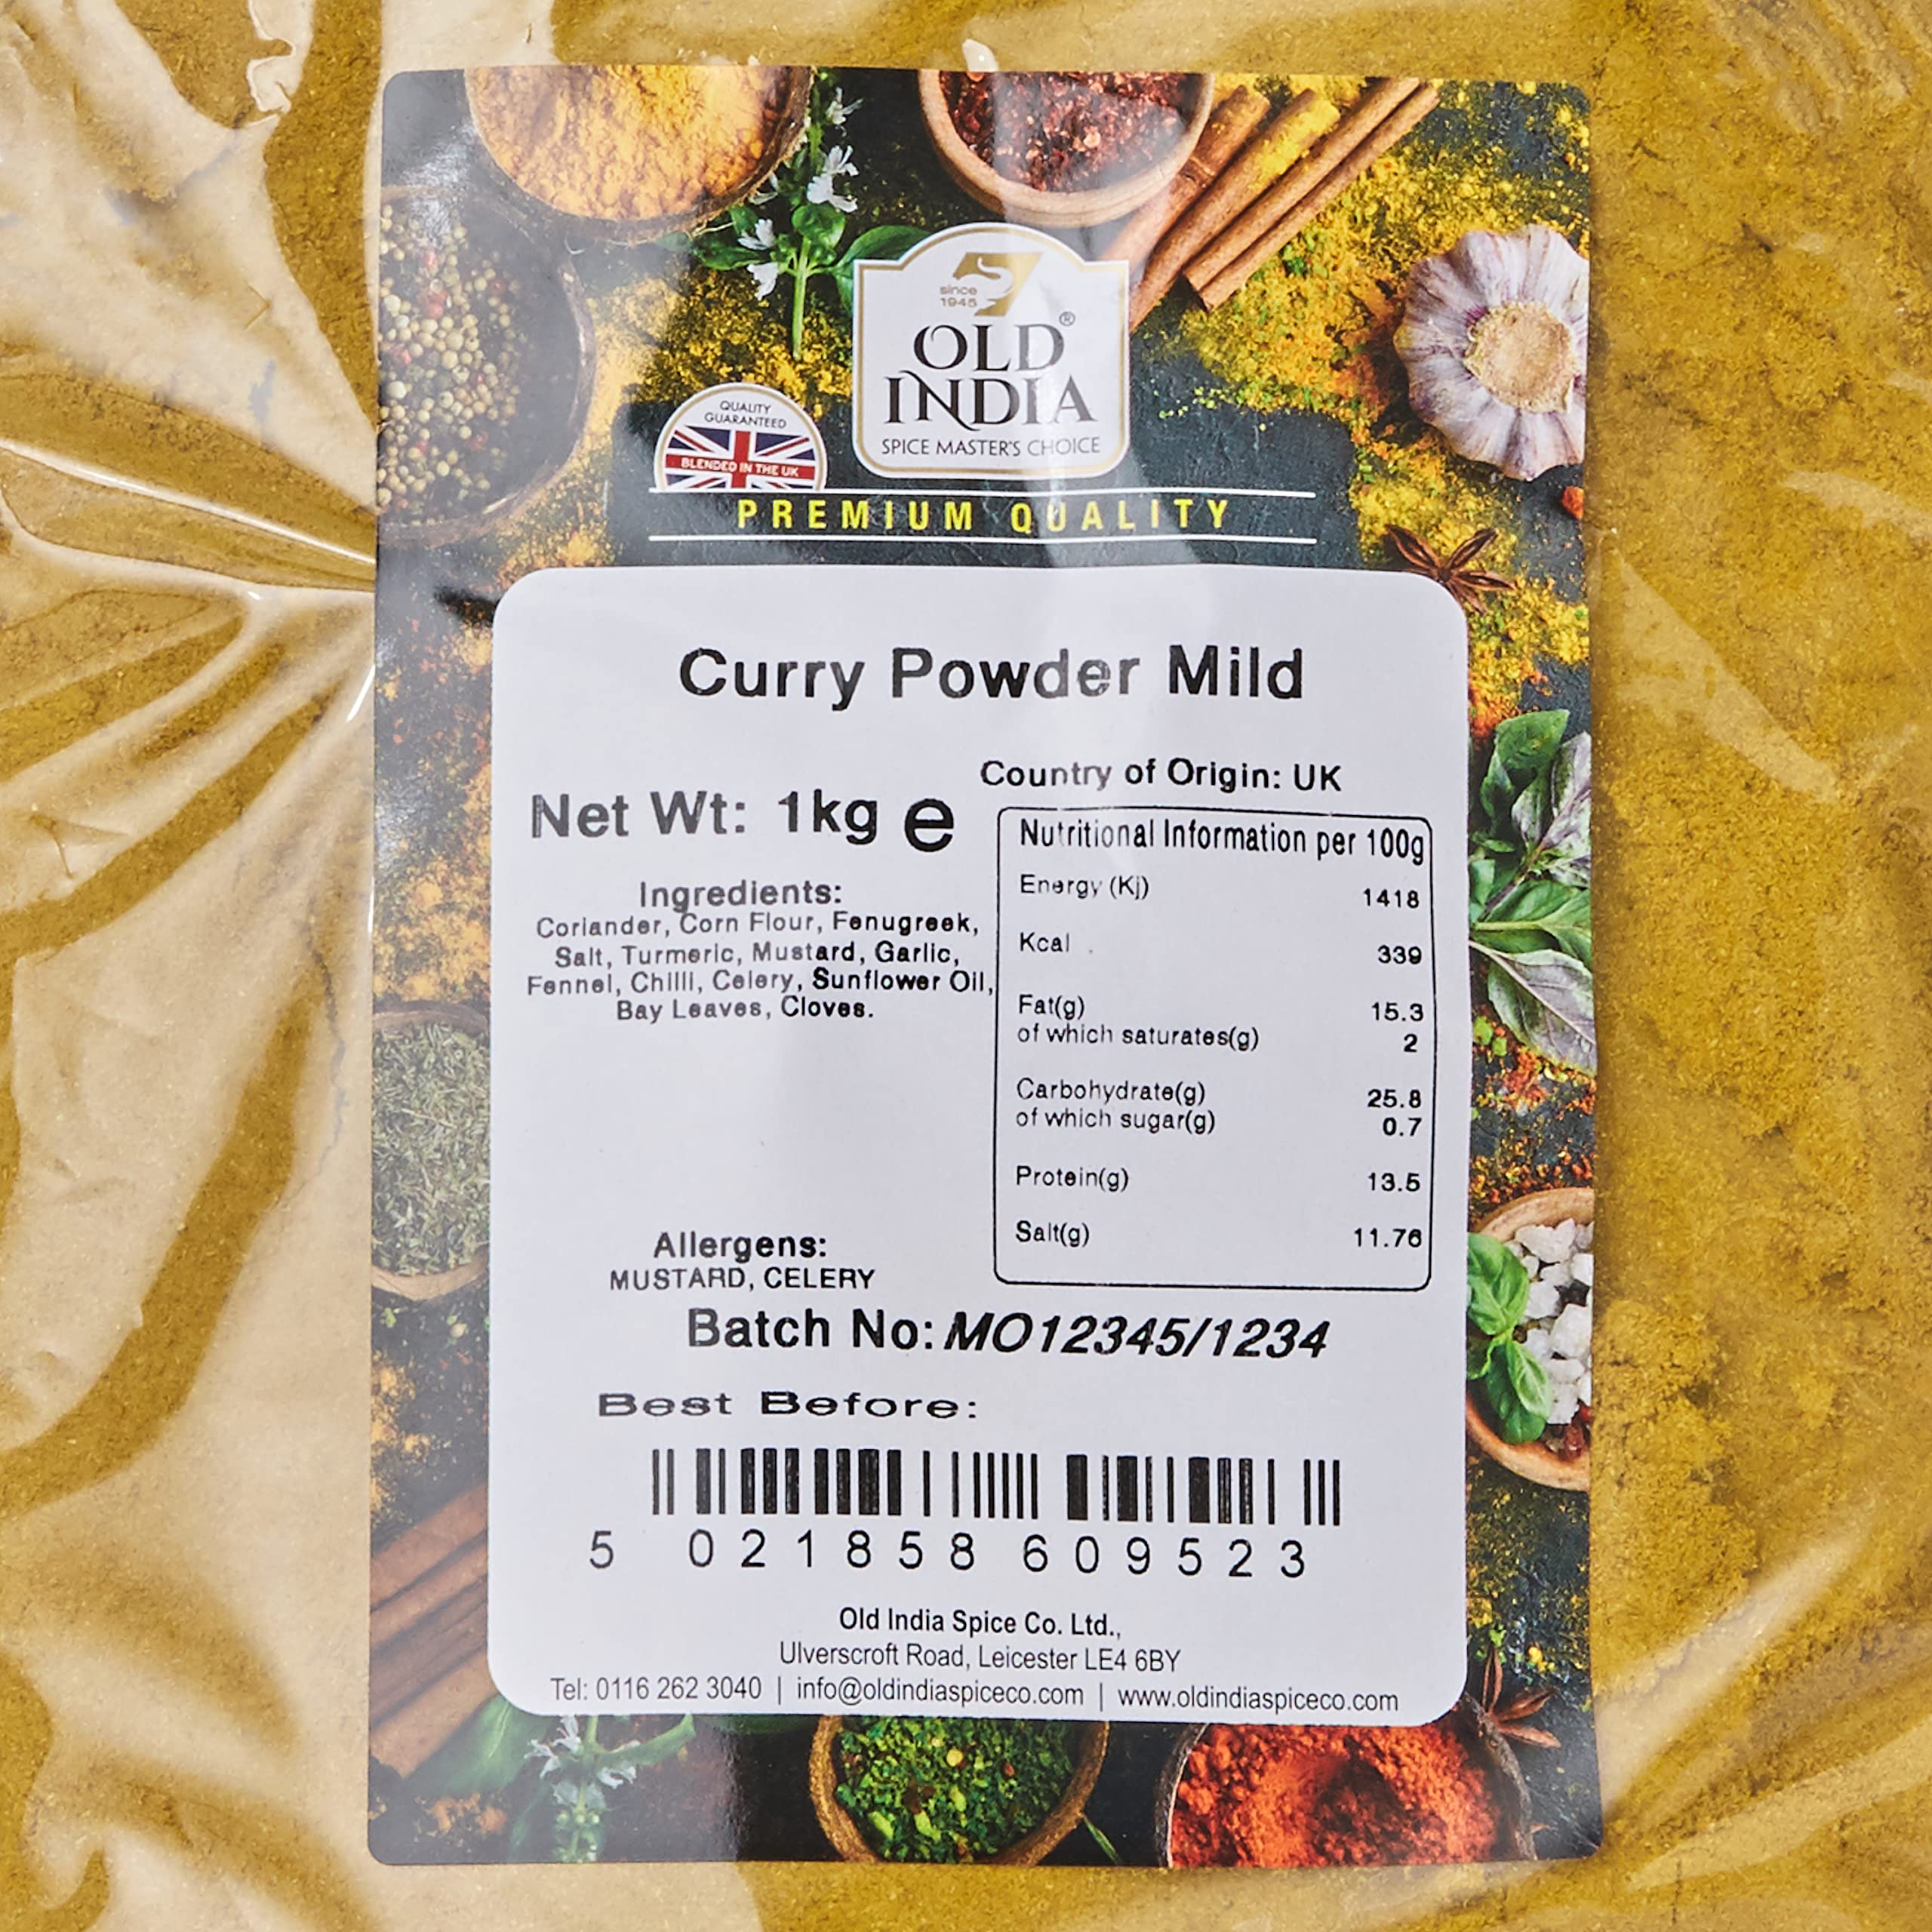 since
1945
OLD®
INDIA
SPICE MASTER'S CHOICE
QUALITY
GUARANTEED
BLENDED IN THE UK
PREMIUM QUALITY
Curry Powder Mild
Country of Origin: UK
Net Wt: 1kg e
Ingredients:
Coriander, Corn Flour, Fenugreek,
Salt, Turmeric, Mustard, Garlic,
Fennel, Chilli, Celery, Sunflower Oil,
Bay Leaves, Cloves.
Nutritional Information per 100g
Energy (Kj) 1418
Kcal 339
Fat(g) 15.3
of which saturates(g) 2
Carbohydrate(g) 25.8
of which sugar(g) 0.7
Protein(g) 13.5
Salt(g) 11.76
Allergens:
MUSTARD, CELERY
Batch No: MO12345/1234
Best Before:
5 021858 609523
Old India Spice Co. Ltd.,
Ulverscroft Road, Leicester LE4 6BY
Tel: 0116 262 3040 | info@oldindiaspiceco.com | www.oldindiaspiceco.com